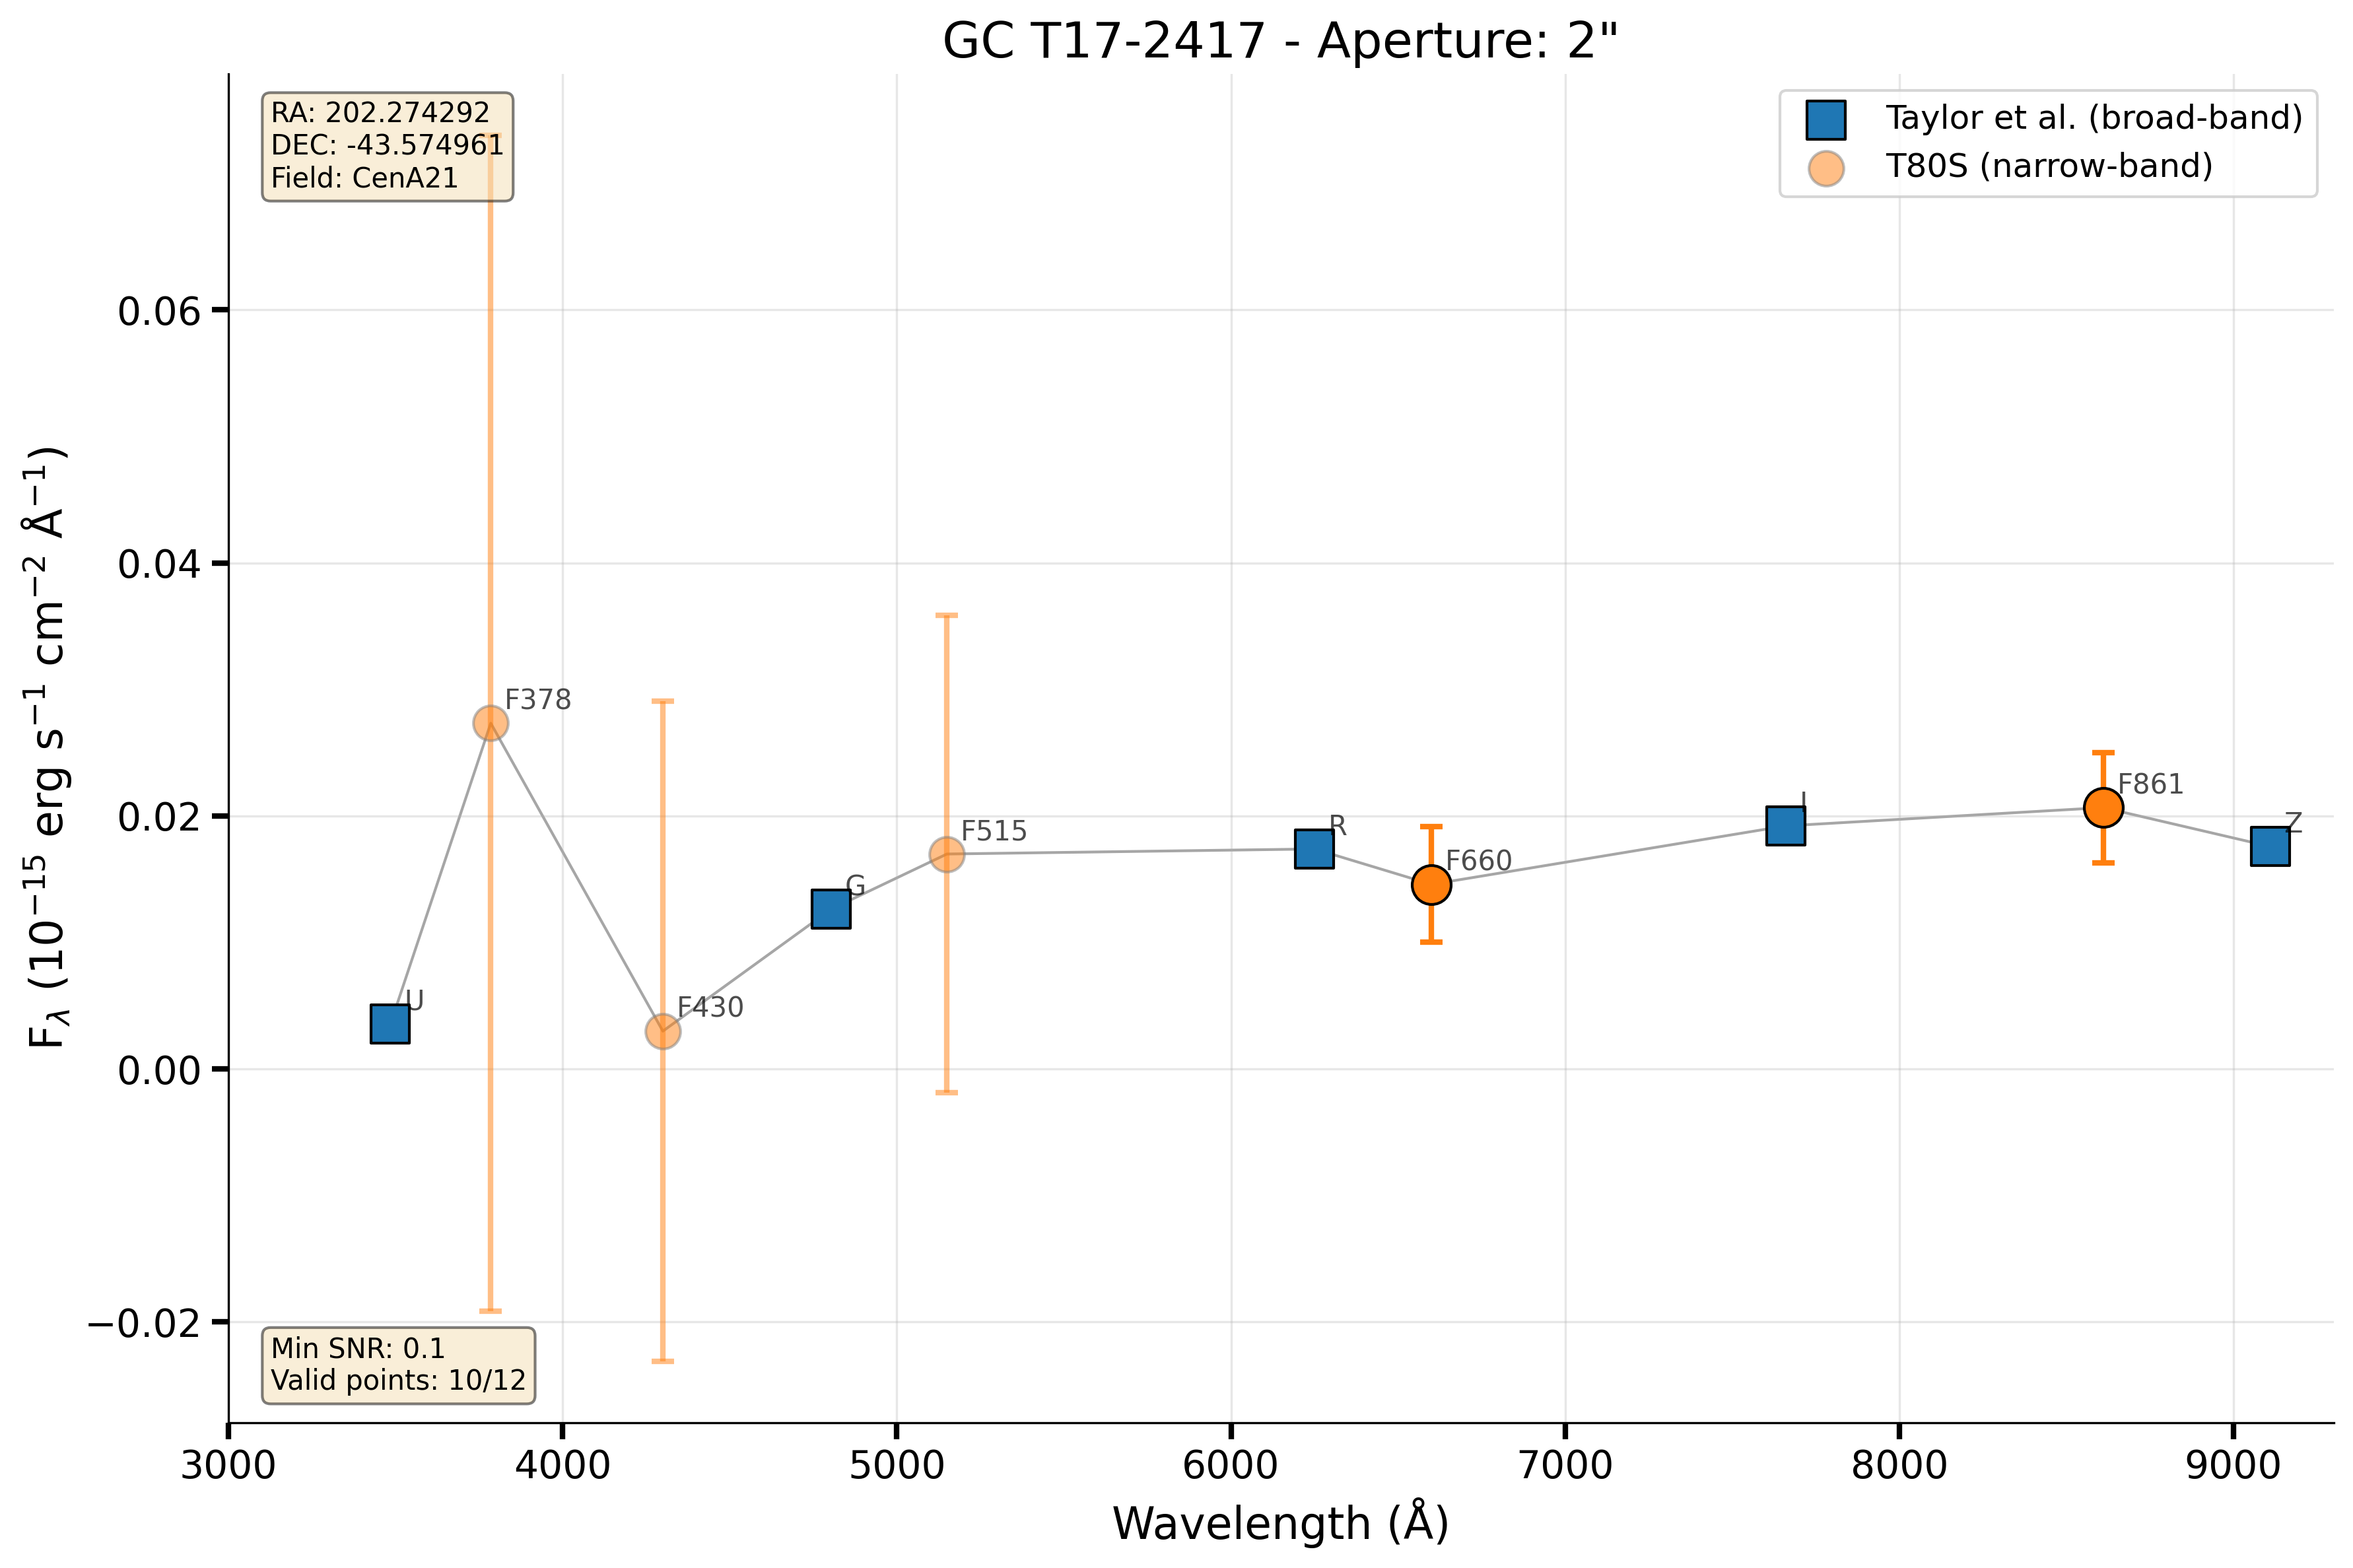 GC T17-2417 - Aperture: 2"
RA: 202.274292
DEC: -43.574961
Field: CenA21
Taylor et al. (broad-band)
T80S (narrow-band)
F_λ (10⁻¹⁵ erg s⁻¹ cm⁻² Å⁻¹)
0.06
0.04
0.02
0.00
−0.02
U
F378
F430
G
F515
R
F660
I
F861
Z
Min SNR: 0.1
Valid points: 10/12
3000 4000 5000 6000 7000 8000 9000
Wavelength (Å)